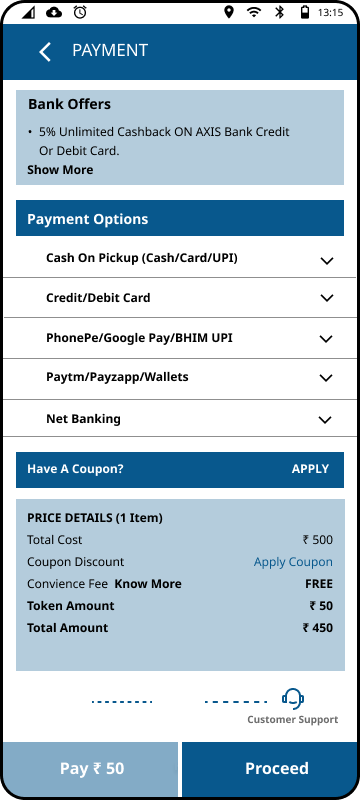 13:15
PAYMENT
Bank Offers
• 5% Unlimited Cashback ON AXIS Bank Credit
Or Debit Card.
Show More
Payment Options
Cash On Pickup (Cash/Card/UPI)
Credit/Debit Card
PhonePe/Google Pay/BHIM UPI
Paytm/Payzapp/Wallets
Net Banking
Have A Coupon? APPLY
PRICE DETAILS (1 Item)
Total Cost ₹ 500
Coupon Discount Apply Coupon
Convience Fee Know More FREE
Token Amount ₹ 50
Total Amount ₹ 450
Customer Support
Pay ₹ 50 Proceed